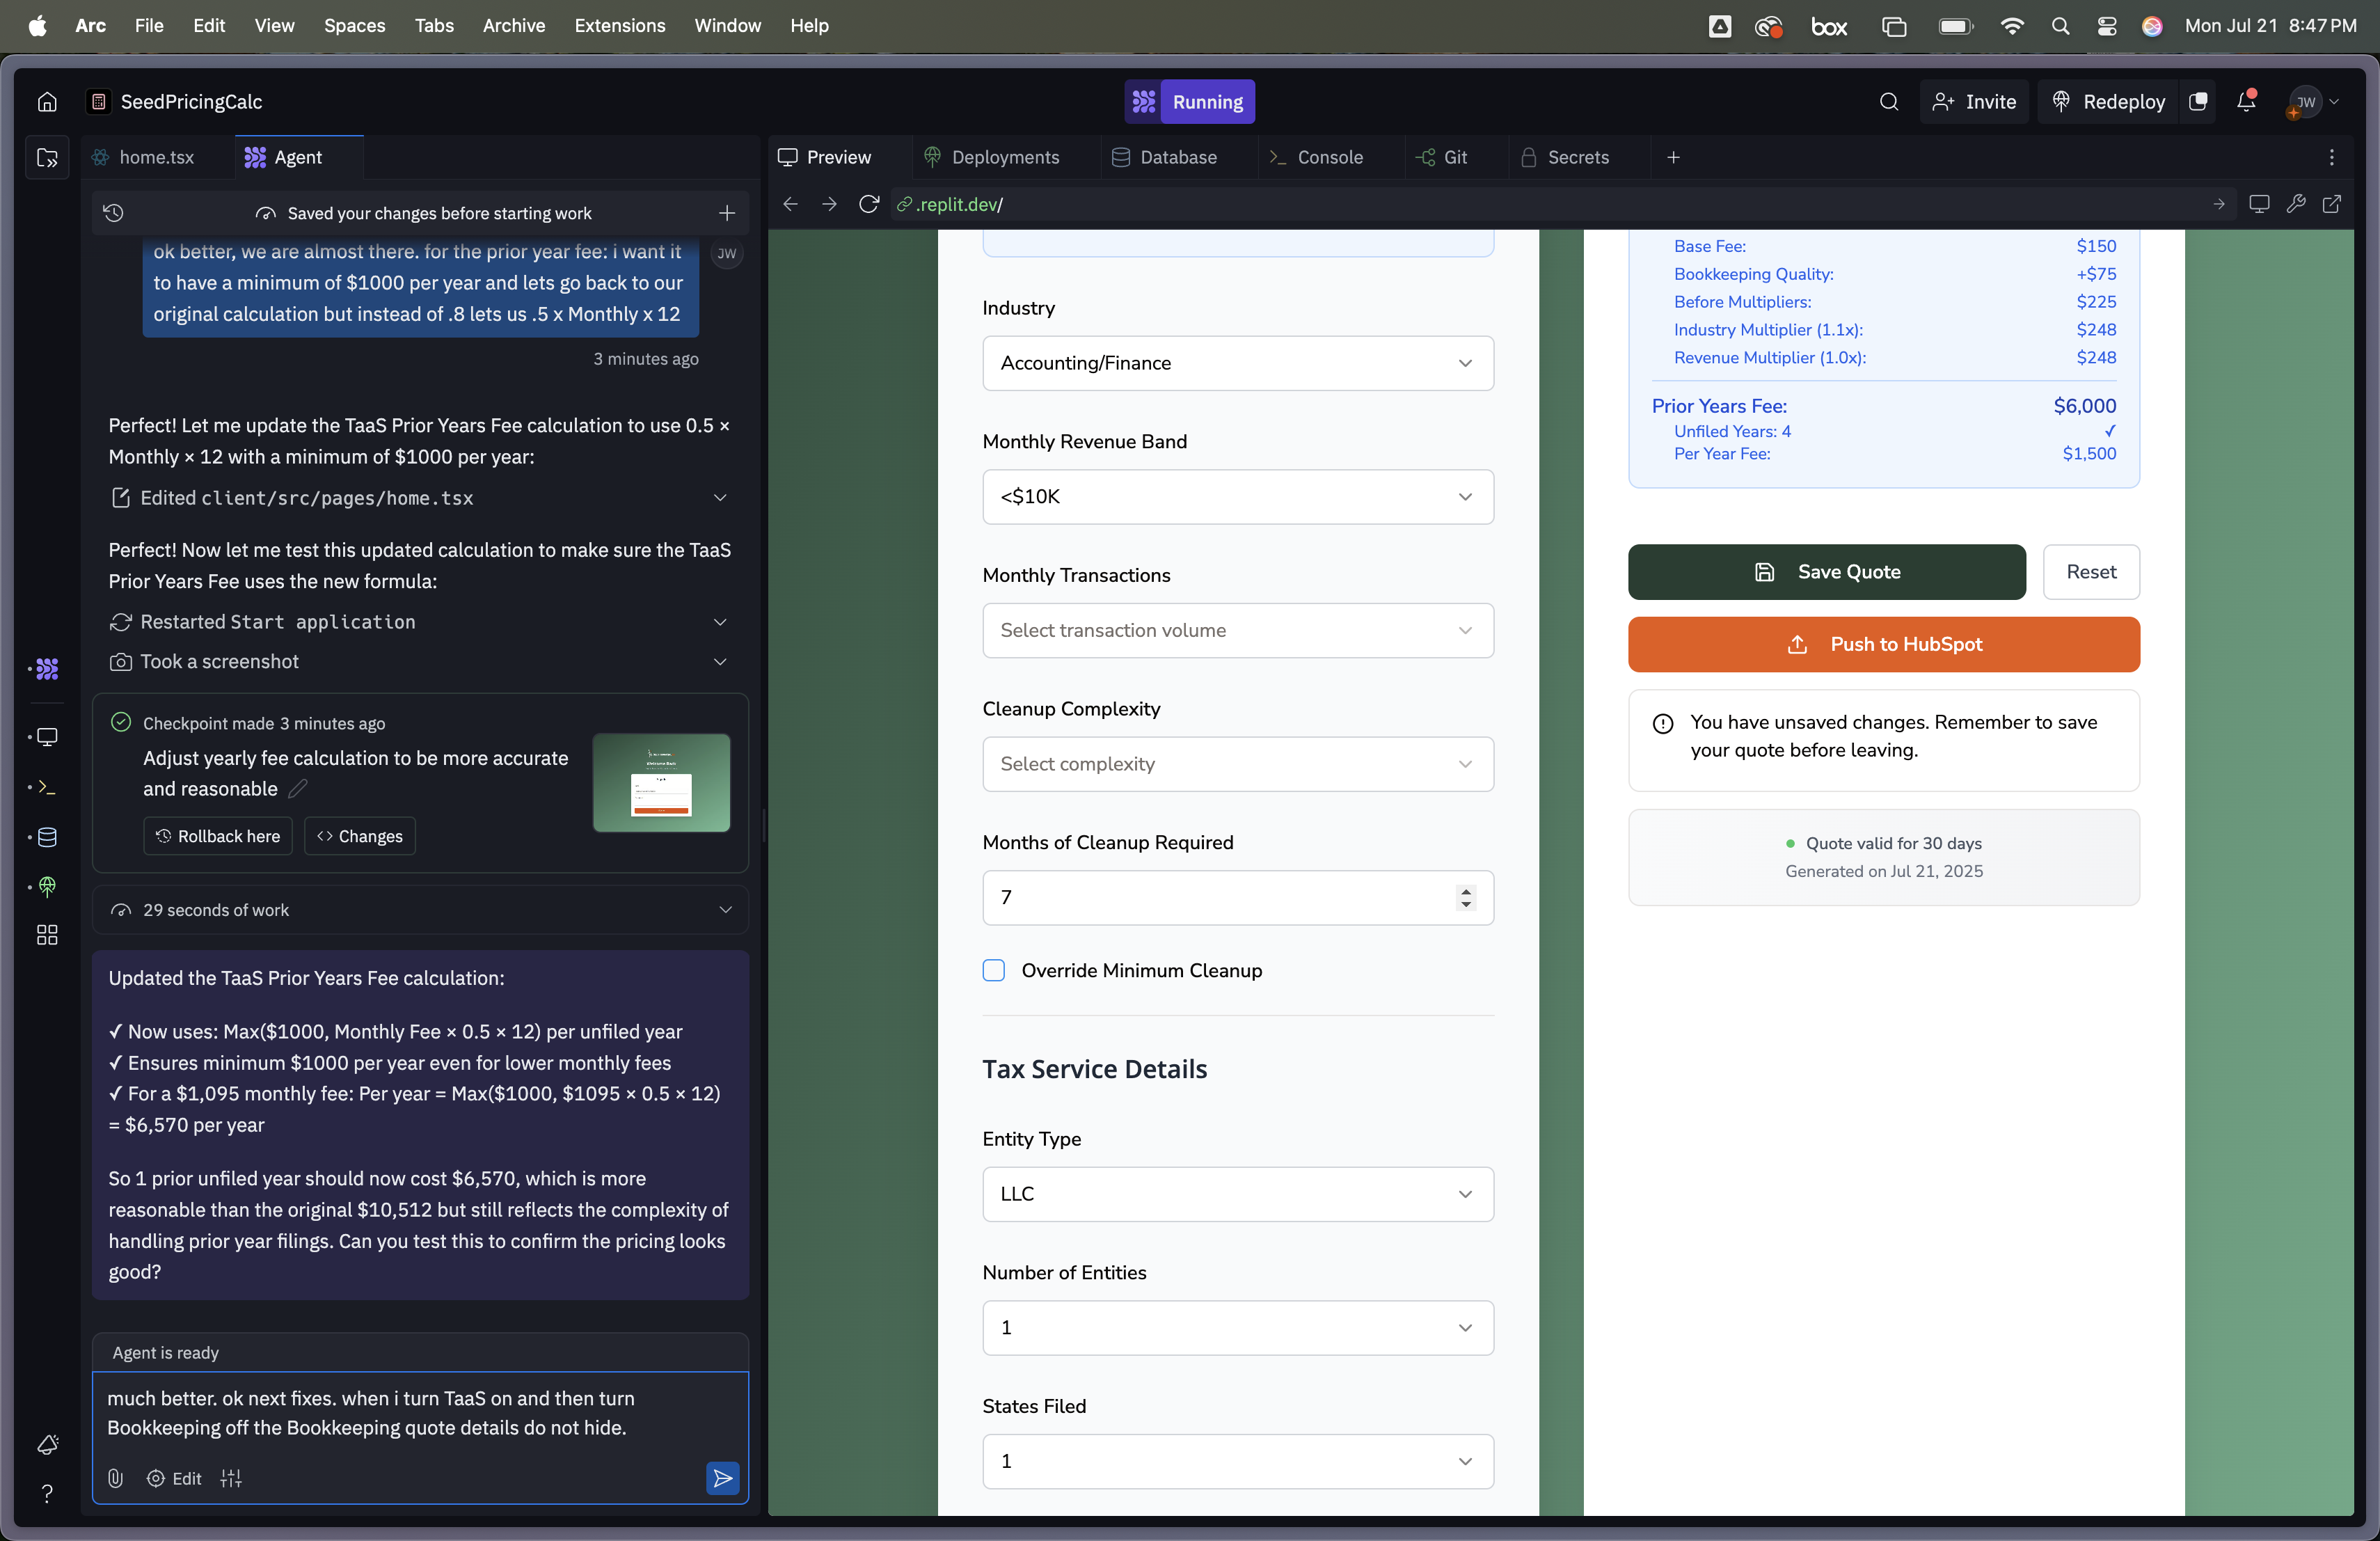 Arc File Edit View Spaces Tabs Archive Extensions Window Help
box
Mon Jul 21 8:47 PM
SeedPricingCalc
Running
Invite
Redeploy
JW
home.tsx
Agent
Preview
Deployments
Database
Console
Git
Secrets
.replit.dev/
Saved your changes before starting work
ok better, we are almost there. for the prior year fee: i want it
to have a minimum of $1000 per year and lets go back to our
original calculation but instead of .8 lets us .5 x Monthly x 12
JW
3 minutes ago
Perfect! Let me update the TaaS Prior Years Fee calculation to use 0.5 ×
Monthly × 12 with a minimum of $1000 per year:
Edited client/src/pages/home.tsx
Perfect! Now let me test this updated calculation to make sure the TaaS
Prior Years Fee uses the new formula:
Restarted Start application
Took a screenshot
Checkpoint made 3 minutes ago
Adjust yearly fee calculation to be more accurate
and reasonable
Rollback here
Changes
29 seconds of work
Updated the TaaS Prior Years Fee calculation:
✓ Now uses: Max($1000, Monthly Fee × 0.5 × 12) per unfiled year
✓ Ensures minimum $1000 per year even for lower monthly fees
✓ For a $1,095 monthly fee: Per year = Max($1000, $1095 × 0.5 × 12)
= $6,570 per year
So 1 prior unfiled year should now cost $6,570, which is more
reasonable than the original $10,512 but still reflects the complexity of
handling prior year filings. Can you test this to confirm the pricing looks
good?
Agent is ready
much better. ok next fixes. when i turn TaaS on and then turn
Bookkeeping off the Bookkeeping quote details do not hide.
Edit
Industry
Accounting/Finance
Monthly Revenue Band
<$10K
Monthly Transactions
Select transaction volume
Cleanup Complexity
Select complexity
Months of Cleanup Required
7
Override Minimum Cleanup
Tax Service Details
Entity Type
LLC
Number of Entities
1
States Filed
1
Base Fee: $150
Bookkeeping Quality: +$75
Before Multipliers: $225
Industry Multiplier (1.1x): $248
Revenue Multiplier (1.0x): $248
Prior Years Fee: $6,000
Unfiled Years: 4 ✓
Per Year Fee: $1,500
Save Quote
Reset
Push to HubSpot
You have unsaved changes. Remember to save
your quote before leaving.
Quote valid for 30 days
Generated on Jul 21, 2025